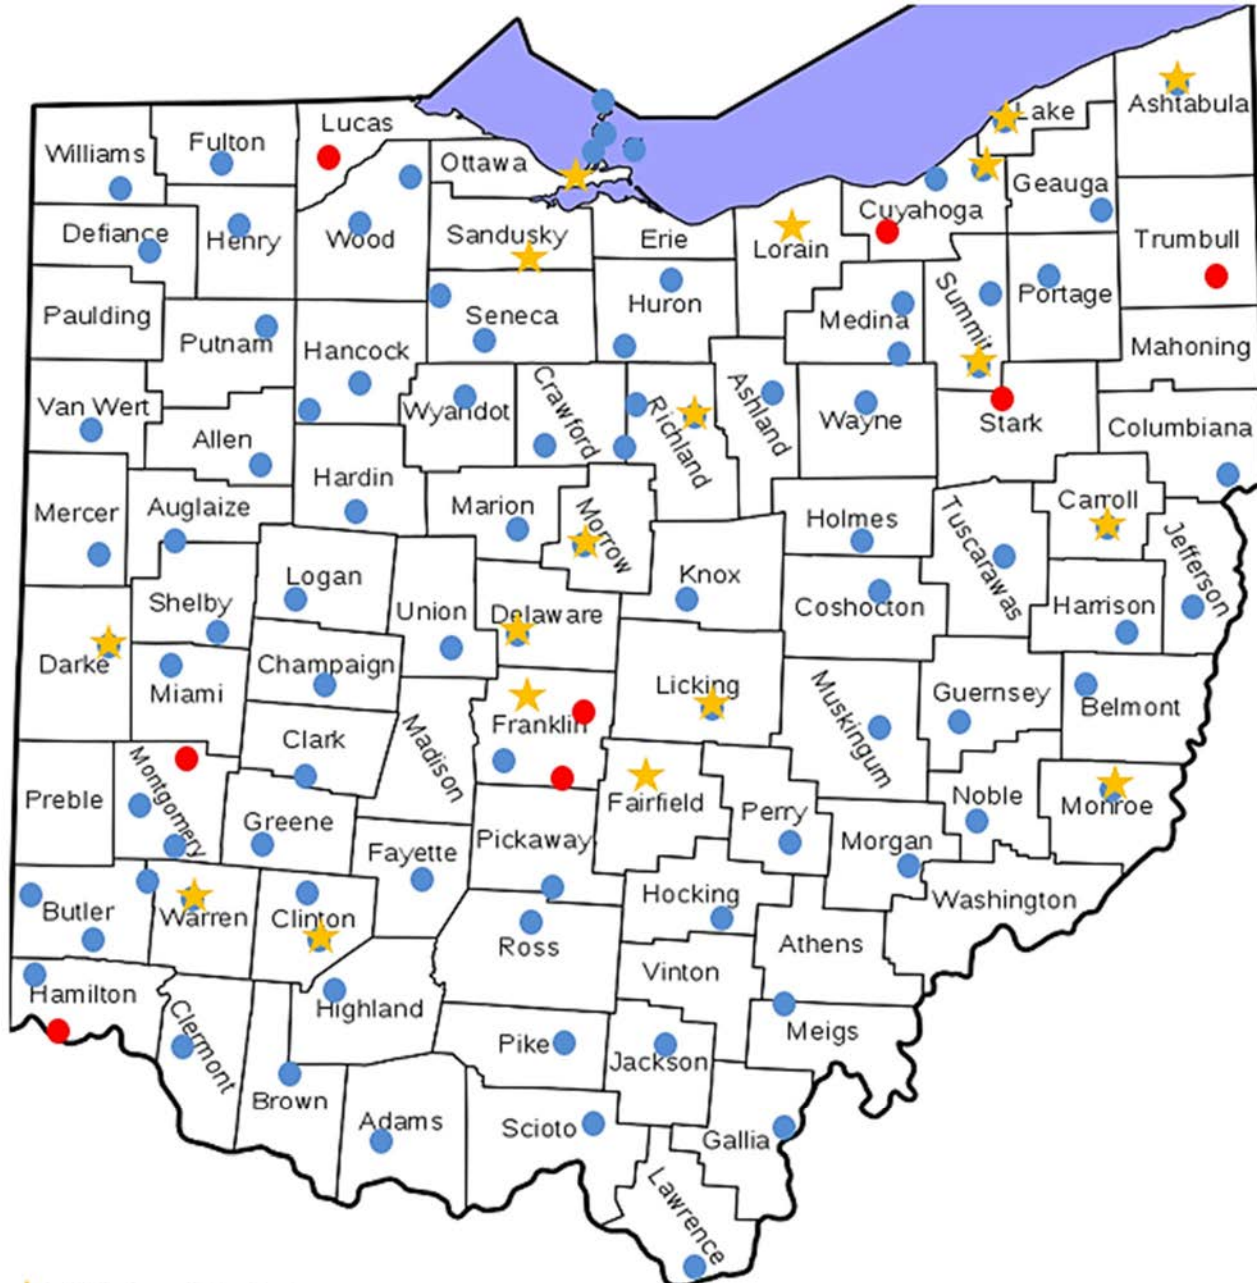 Williams
Fulton
Lucas
Ottawa
Lake
Ashtabula
Geauga
Defiance
Henry
Wood
Sandusky
Erie
Lorain
Cuyahoga
Trumbull
Paulding
Putnam
Hancock
Seneca
Huron
Medina
Summit
Portage
Mahoning
Van Wert
Allen
Wyandot
Crawford
Richland
Ashland
Wayne
Stark
Columbiana
Mercer
Auglaize
Hardin
Marion
Morrow
Holmes
Tuscarawas
Carroll
Jefferson
Shelby
Logan
Union
Delaware
Knox
Coshocton
Harrison
Darke
Miami
Champaign
Licking
Muskingum
Guernsey
Belmont
Clark
Madison
Franklin
Preble
Montgomery
Greene
Fairfield
Perry
Noble
Monroe
Fayette
Pickaway
Morgan
Butler
Warren
Clinton
Hocking
Washington
Ross
Athens
Hamilton
Highland
Vinton
Clermont
Pike
Jackson
Meigs
Brown
Adams
Scioto
Gallia
Lawrence